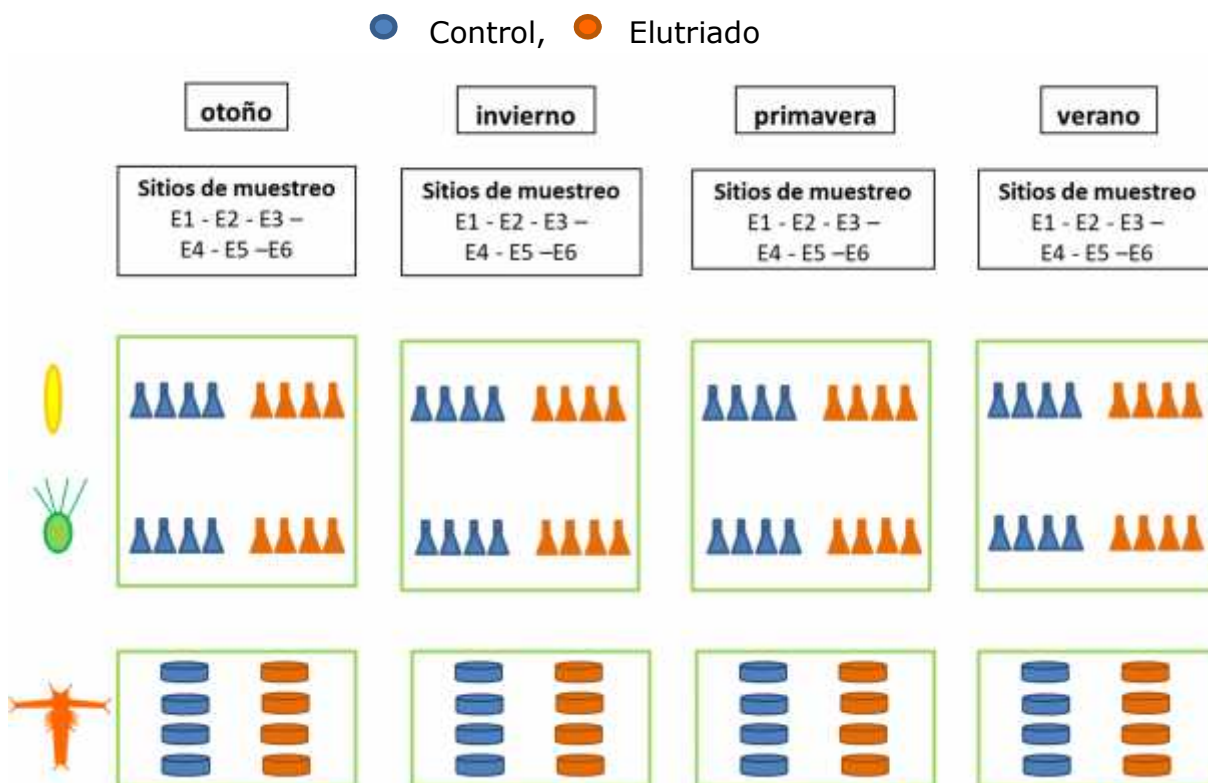 Control, Elutriado
otoño
invierno
primavera
verano
Sitios de muestreo
E1 - E2 - E3 –
E4 - E5 –E6
Sitios de muestreo
E1 - E2 - E3 –
E4 - E5 –E6
Sitios de muestreo
E1 - E2 - E3 –
E4 - E5 –E6
Sitios de muestreo
E1 - E2 - E3 –
E4 - E5 –E6